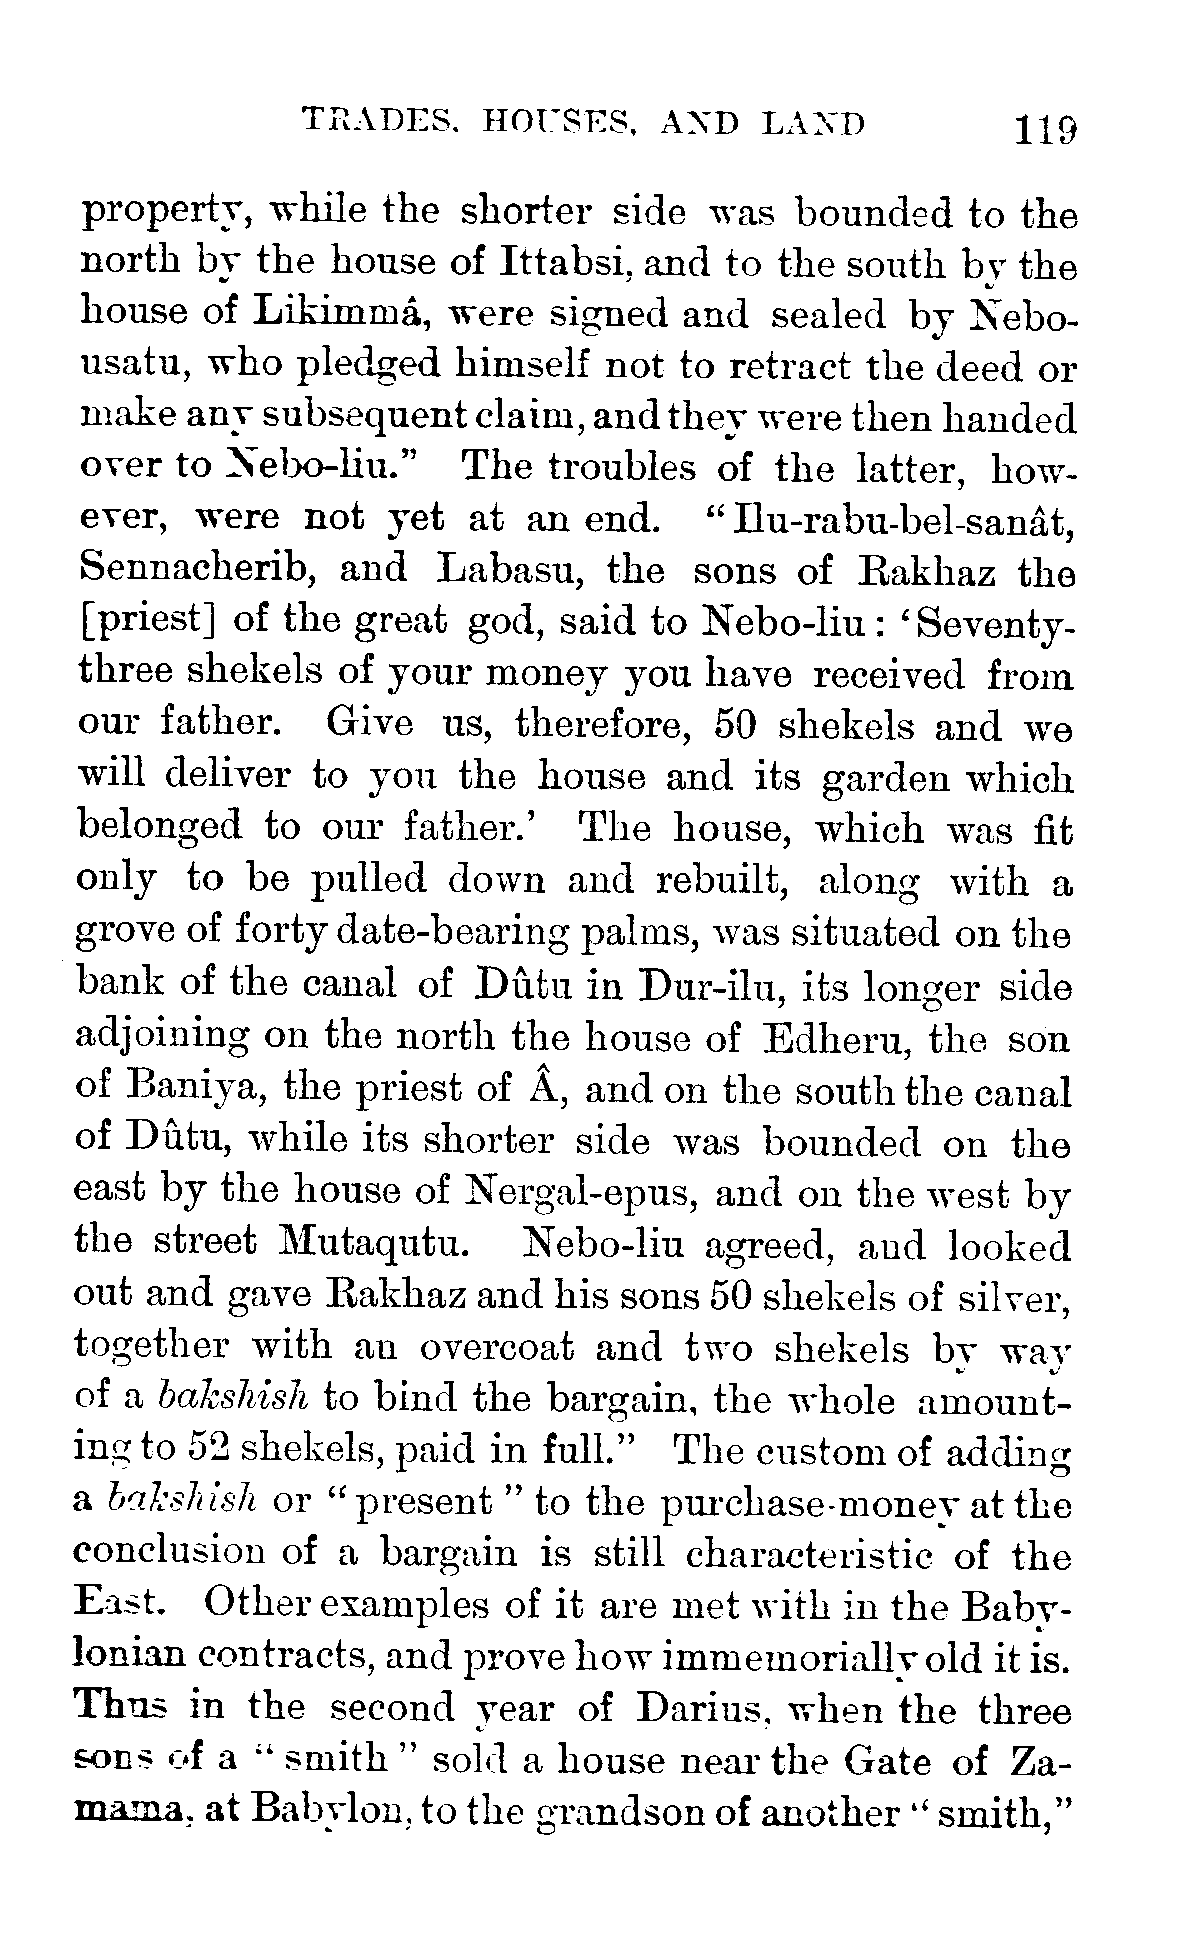 TRADES, HOUSES, AND LAND 119
property, while the shorter side was bounded to the
north by the house of Ittabsi, and to the south by the
house of Likimmâ, were signed and sealed by Nebo-
usatu, who pledged himself not to retract the deed or
make any subsequent claim, and they were then handed
over to Nebo-liu.” The troubles of the latter, how-
ever, were not yet at an end. “Ilu-rabu-bel-sanât,
Sennacherib, and Labasu, the sons of Rakhaz the
[priest] of the great god, said to Nebo-liu: ‘Seventy-
three shekels of your money you have received from
our father. Give us, therefore, 50 shekels and we
will deliver to you the house and its garden which
belonged to our father.’ The house, which was fit
only to be pulled down and rebuilt, along with a
grove of forty date-bearing palms, was situated on the
bank of the canal of Dûtu in Dur-ilu, its longer side
adjoining on the north the house of Edheru, the son
of Baniya, the priest of Â, and on the south the canal
of Dûtu, while its shorter side was bounded on the
east by the house of Nergal-epus, and on the west by
the street Mutaqutu. Nebo-liu agreed, and looked
out and gave Rakhaz and his sons 50 shekels of silver,
together with an overcoat and two shekels by way
of a bakshish to bind the bargain, the whole amount-
ing to 52 shekels, paid in full.” The custom of adding
a bakshish or “present” to the purchase-money at the
conclusion of a bargain is still characteristic of the
East. Other examples of it are met with in the Baby-
lonian contracts, and prove how immemorially old it is.
Thus in the second year of Darius, when the three
sons of a “smith” sold a house near the Gate of Za-
mama, at Babylon, to the grandson of another “smith,”